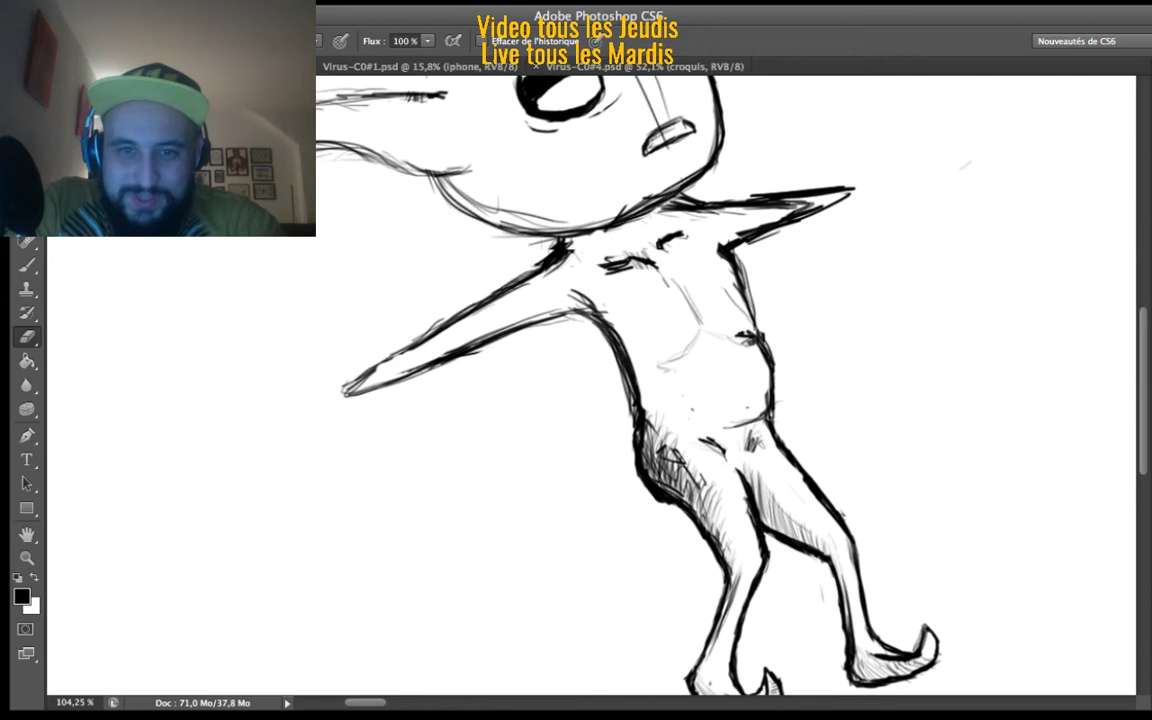 Adobe Photoshop CS6
Video tous les Jeudis
Flux : 100 % Effacer de l'historique Nouveautés de CS6
Live tous les Mardis
Virus-C0#1.psd @ 15,8% (iphone, RVB/8) × Virus-C0#4.psd @ 52,1% (croquis, RVB/8)
104,25 % Doc : 71,0 Mo/37,8 Mo